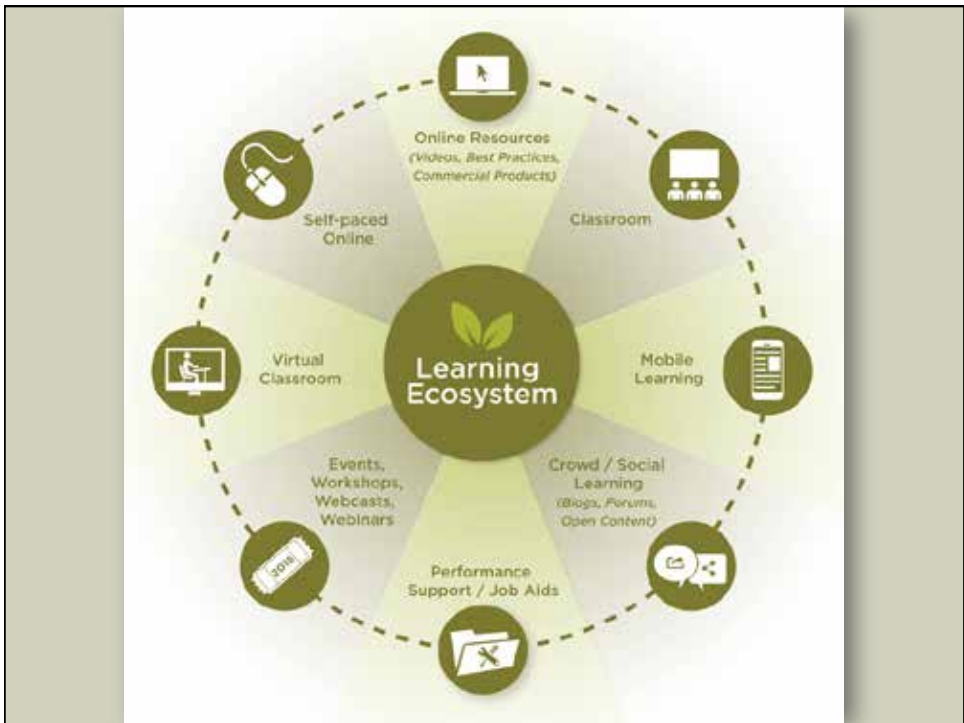 Online Resources
(Videos, Best Practices,
Commercial Products)
Classroom
Mobile
Learning
Crowd / Social
Learning
(Blogs, Forums,
Open Content)
Performance
Support / Job Aids
Events,
Workshops,
Webcasts,
Webinars
2015
Virtual
Classroom
Self-paced
Online
Learning
Ecosystem